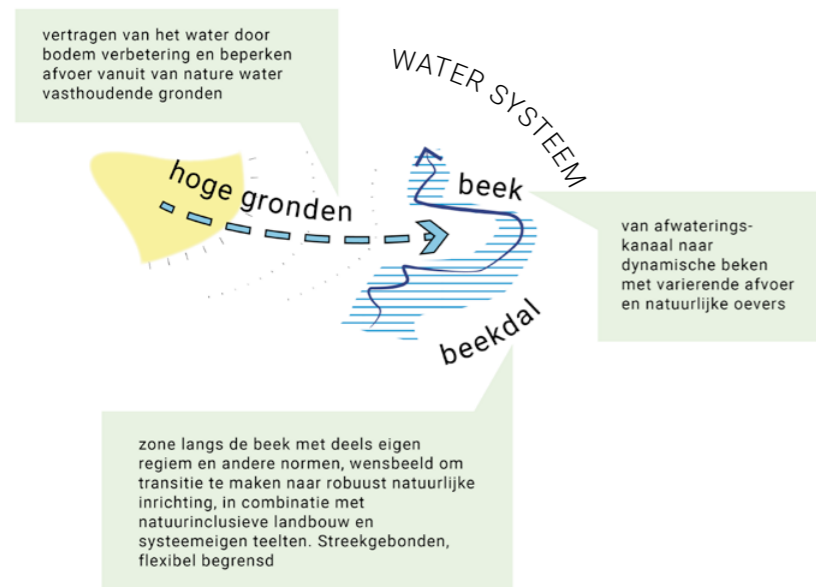 vertragen van het water door
bodem verbetering en beperken
afvoer vanuit van nature water
vasthoudende gronden
WATER SYSTEEM
hoge gronden
beek
van afwaterings-
kanaal naar
dynamische beken
met varierende afvoer
en natuurlijke oevers
beekdal
zone langs de beek met deels eigen
regiem en andere normen, wensbeeld om
transitie te maken naar robuust natuurlijke
inrichting, in combinatie met
natuurinclusieve landbouw en
systeemeigen teelten. Streekgebonden,
flexibel begrensd